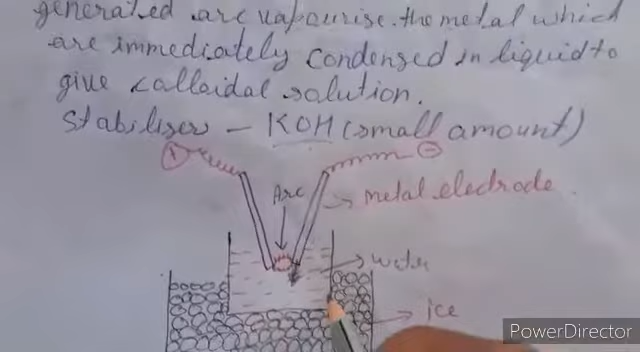 generated arc vapourise the metal which
are immediately condensed in liquid to
give colloidal solution.
Stabiliser - KOH (small amount)
+
-
Arc
metal electrode
water
ice
PowerDirector